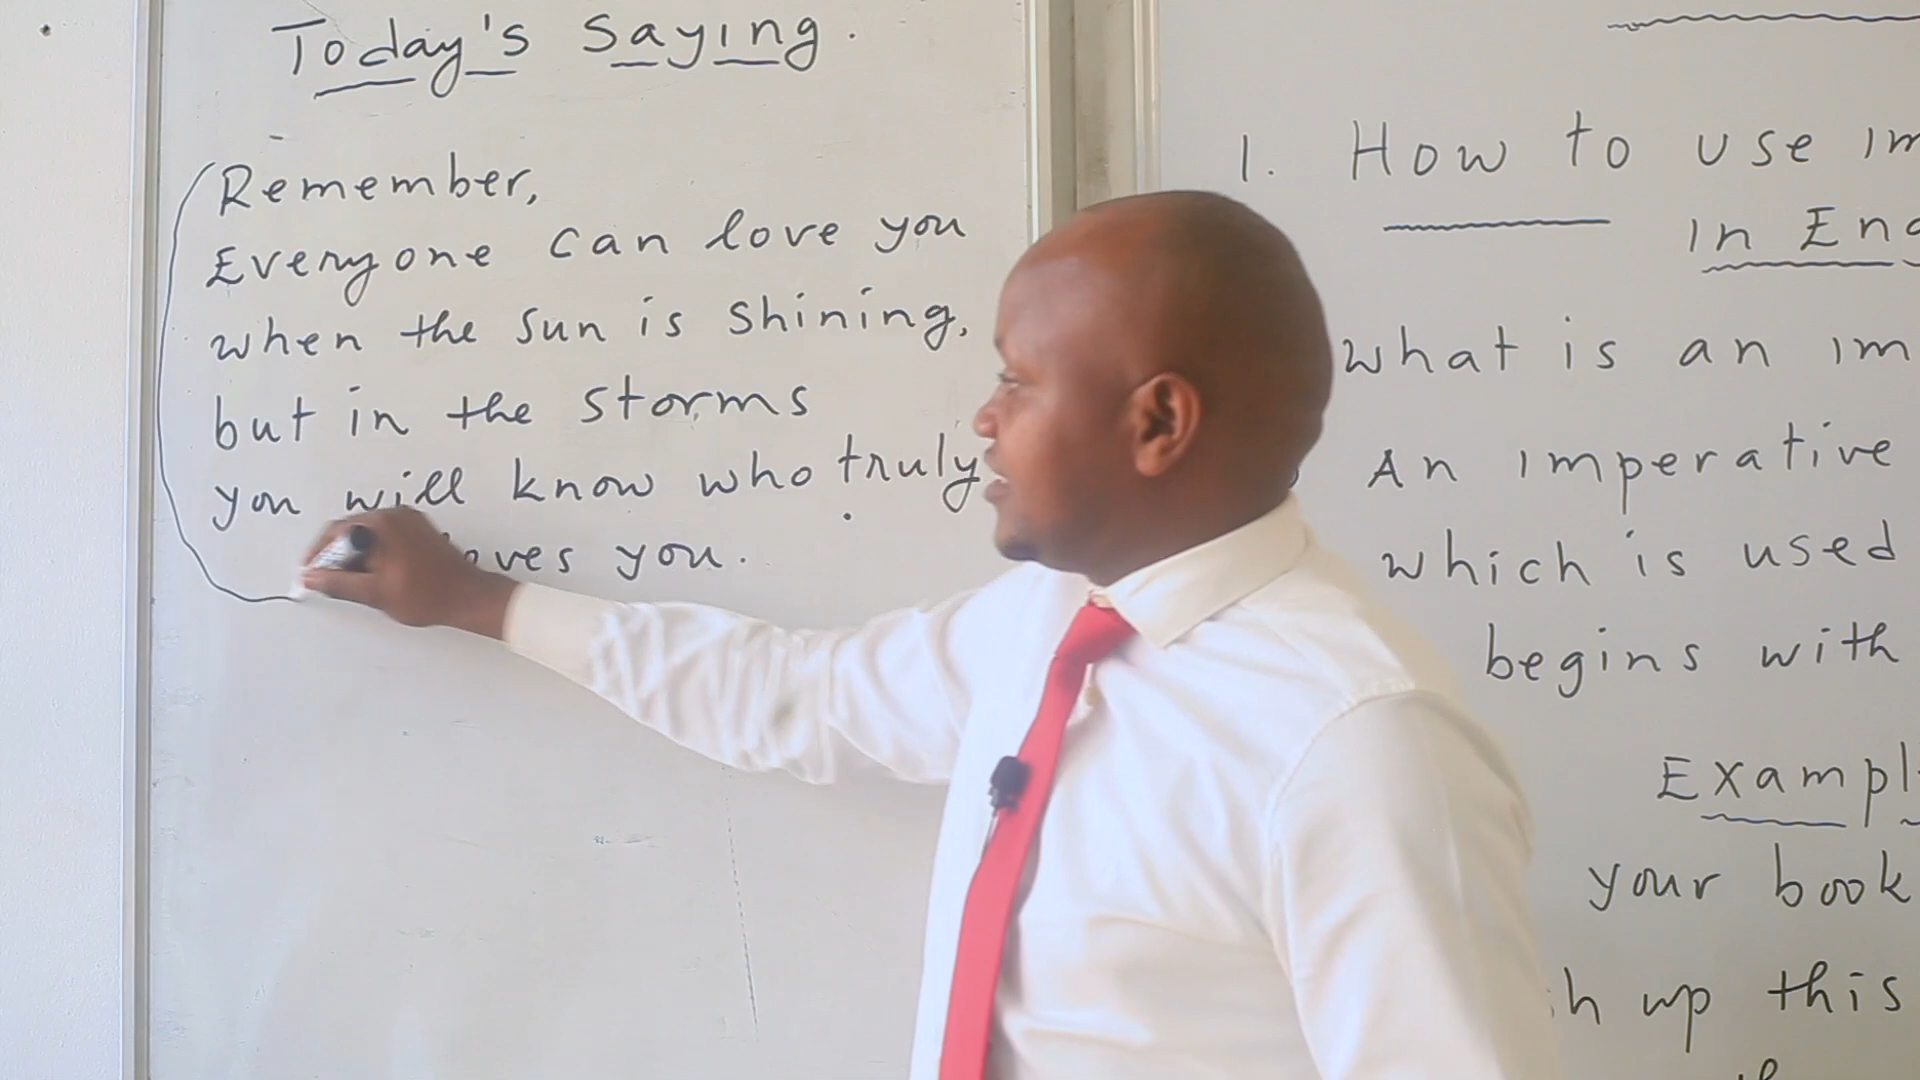 Today's Saying.
Remember,
Everyone can love you
when the sun is shining,
but in the storms
you will know who truly
loves you.
1. How to use im
in Eng
what is an im
An imperative
which is used
begins with
Exampl
your book
h up this